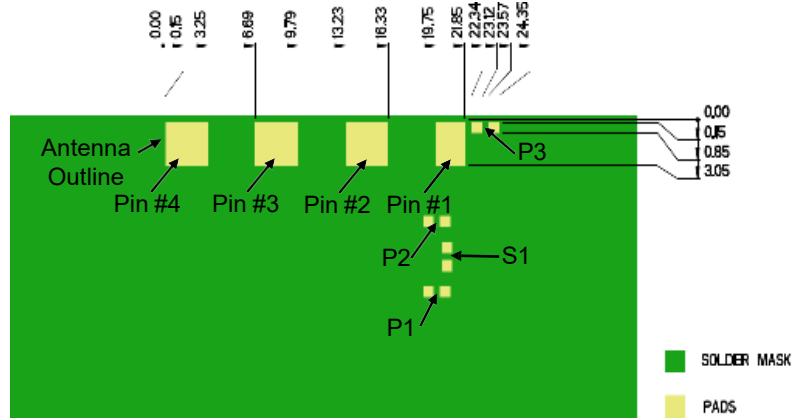 0.00
0.15
3.25
6.69
9.79
13.23
16.33
19.75
21.85
22.34
23.12
23.57
24.35
0.00
0.15
0.85
3.05
Antenna
Outline
P3
Pin #4
Pin #3
Pin #2
Pin #1
P2
S1
P1
SOLDER MASK
PADS